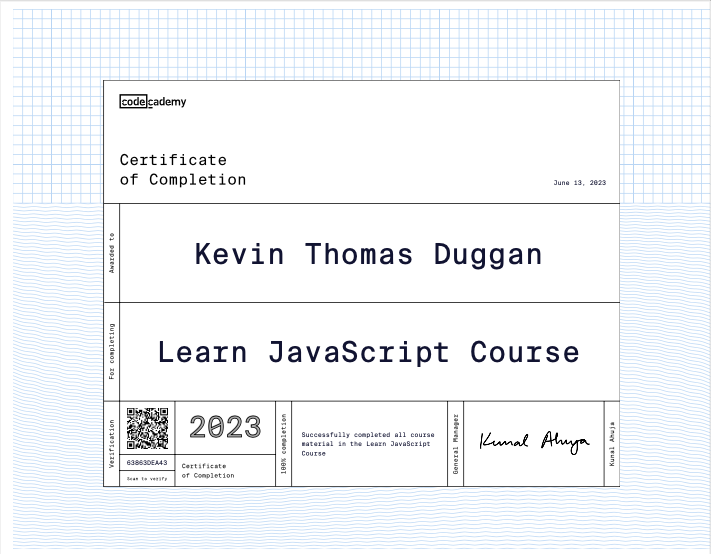 codecademy
Certificate
of Completion
June 13, 2023
Awarded to
Kevin Thomas Duggan
For completing
Learn JavaScript Course
Verification
63863DEA43
Scan to verify
2023
Certificate
of Completion
100% completion
Successfully completed all course
material in the Learn JavaScript
Course
General Manager
Kunal Ahuja
Kunal Ahuja